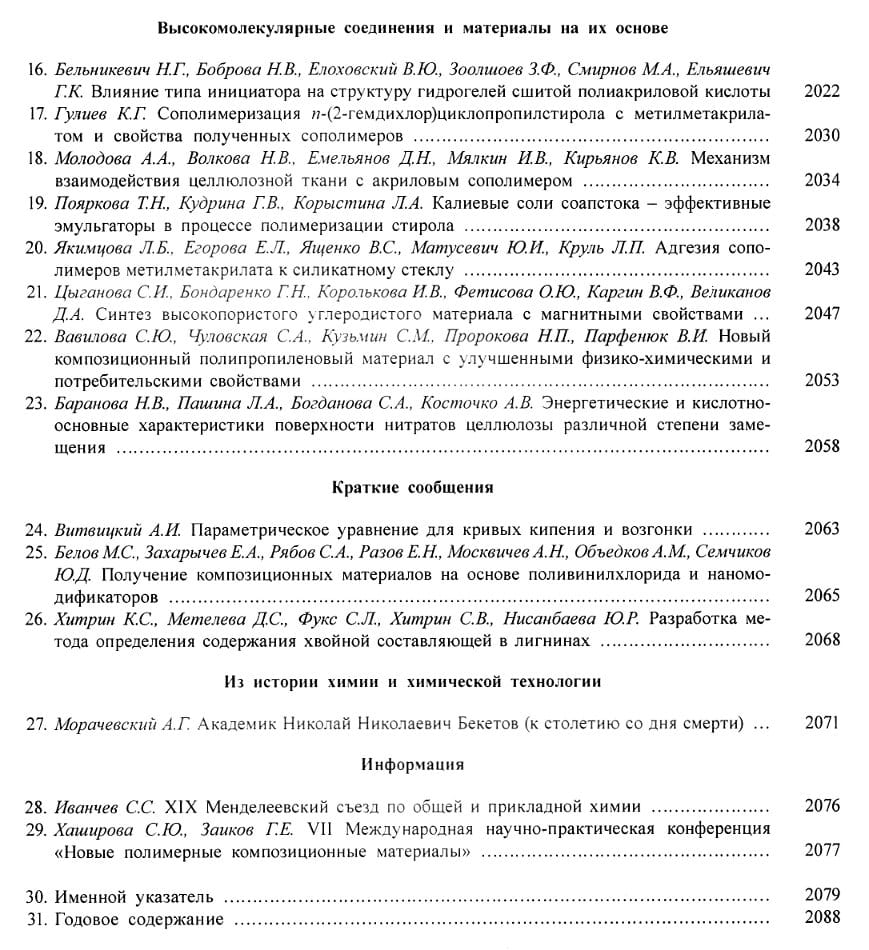 Высокомолекулярные соединения и материалы на их основе
16. Бельникевич Н.Г., Боброва Н.В., Елоховский В.Ю., Зоолшоев З.Ф., Смирнов М.А., Ельяшевич
Г.К. Влияние типа инициатора на структуру гидрогелей сшитой полиакриловой кислоты 2022
17. Гулиев К.Г. Сополимеризация п-(2-гемдихлор)циклопропилстирола с метилметакрила-
том и свойства полученных сополимеров ........................................ 2030
18. Молодова А.А., Волкова Н.В., Емельянов Д.Н., Мялкин И.В., Кирьянов К.В. Механизм
взаимодействия целлюлозной ткани с акриловым сополимером ........................ 2034
19. Пояркова Т.Н., Кудрина Г.В., Корыстина Л.А. Калиевые соли соапстока – эффективные
эмульгаторы в процессе полимеризации стирола ........................................ 2038
20. Якимцова Л.Б., Егорова Е.Л., Ященко В.С., Матусевич Ю.И., Круль Л.П. Адгезия сопо-
лимеров метилметакрилата к силикатному стеклу ........................................ 2043
21. Цыганова С.И., Бондаренко Г.Н., Королькова И.В., Фетисова О.Ю., Каргин В.Ф., Великанов
Д.А. Синтез высокопористого углеродистого материала с магнитными свойствами ... 2047
22. Вавилова С.Ю., Чуловская С.А., Кузьмин С.М., Пророкова Н.П., Парфенюк В.И. Новый
композиционный полипропиленовый материал с улучшенными физико-химическими и
потребительскими свойствами ........................................ 2053
23. Баранова Н.В., Пашина Л.А., Богданова С.А., Косточко А.В. Энергетические и кислотно-
основные характеристики поверхности нитратов целлюлозы различной степени заме-
щения ........................................ 2058
Краткие сообщения
24. Витвицкий А.И. Параметрическое уравнение для кривых кипения и возгонки ............ 2063
25. Белов М.С., Захарычев Е.А., Рябов С.А., Разов Е.Н., Москвичев А.Н., Объедков А.М., Семчиков
Ю.Д. Получение композиционных материалов на основе поливинилхлорида и наномо-
дификаторов ........................................ 2065
26. Хитрин К.С., Метелева Д.С., Фукс С.Л., Хитрин С.В., Нисанбаева Ю.Р. Разработка ме-
тода определения содержания хвойной составляющей в лигнинах ........................ 2068
Из истории химии и химической технологии
27. Морачевский А.Г. Академик Николай Николаевич Бекетов (к столетию со дня смерти) ... 2071
Информация
28. Иванчев С.С. XIX Менделеевский съезд по общей и прикладной химии .................. 2076
29. Хаширова С.Ю., Заиков Г.Е. VII Международная научно-практическая конференция
«Новые полимерные композиционные материалы» ........................................ 2077
30. Именной указатель ........................................ 2079
31. Годовое содержание ........................................ 2088